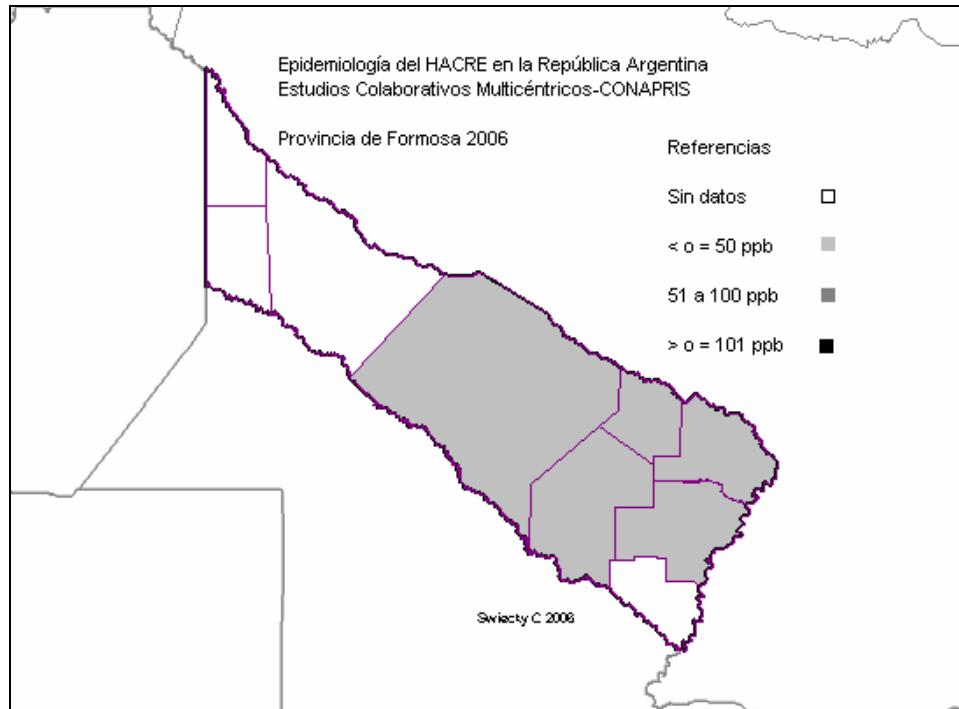 Epidemiología del HACRE en la República Argentina
Estudios Colaborativos Multicéntricos-CONAPRIS
Provincia de Formosa 2006
Referencias
Sin datos
< o = 50 ppb
51 a 100 ppb
> o = 101 ppb
Swiecky C 2006